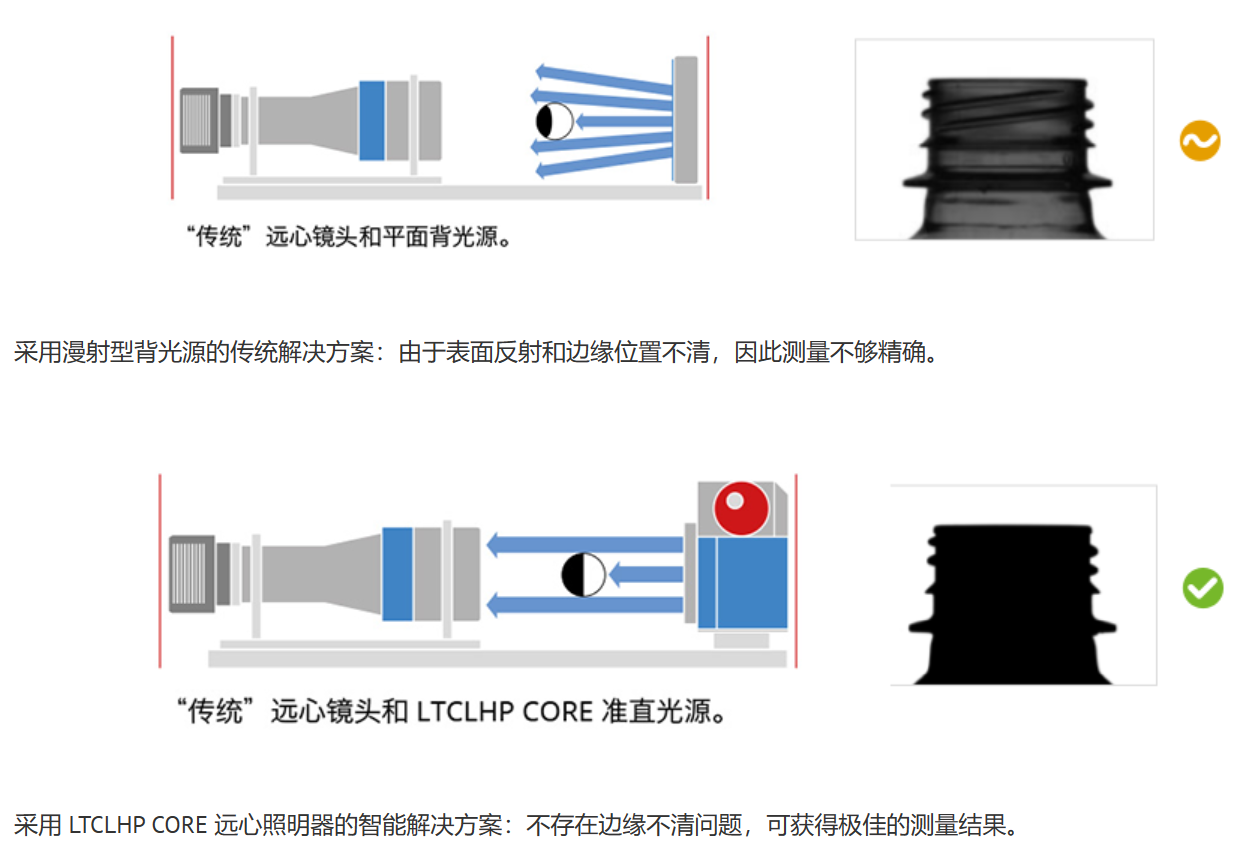 “传统”远心镜头和平面背光源。
采用漫射型背光源的传统解决方案：由于表面反射和边缘位置不清，因此测量不够精确。
“传统”远心镜头和 LTCLHP CORE 准直光源。
采用 LTCLHP CORE 远心照明器的智能解决方案：不存在边缘不清问题，可获得极佳的测量结果。